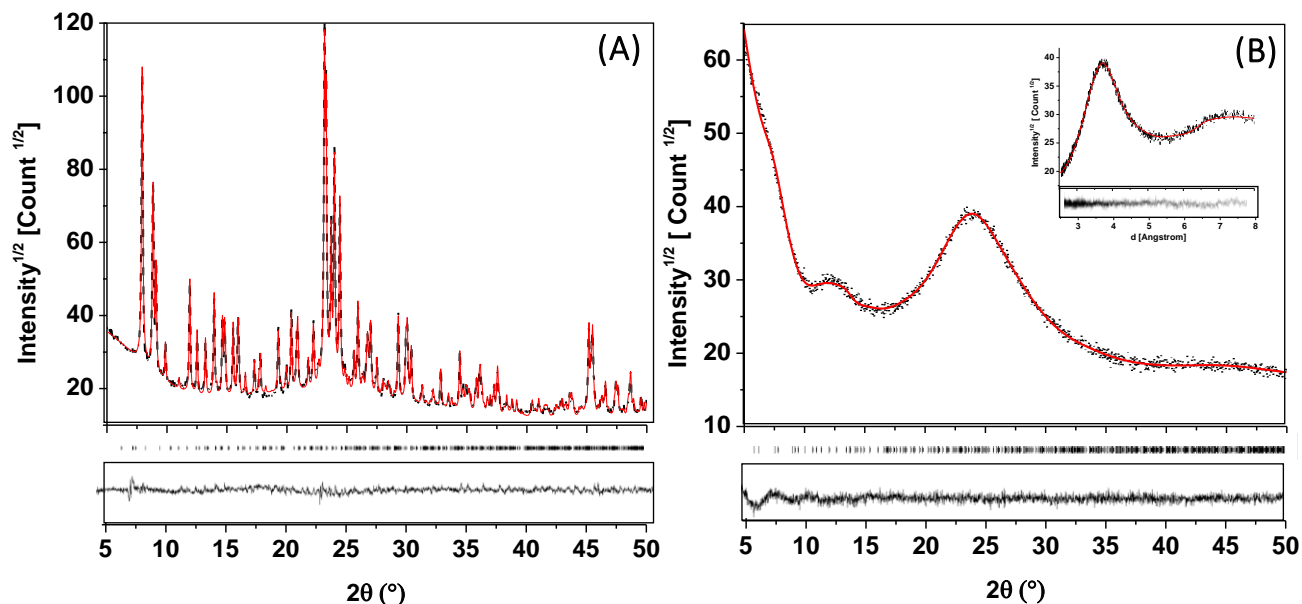 (A)
Intensity1/2 [Count 1/2]
120
100
80
60
40
20
5 10 15 20 25 30 35 40 45 50
2θ (°)
(B)
Intensity1/2 [ Count 1/2]
60
50
40
30
20
10
5 10 15 20 25 30 35 40 45 50
2θ (°)
Intensity1/2 [ Count 1/2]
40
35
30
25
20
3 4 5 6 7 8
d [Angstrom]